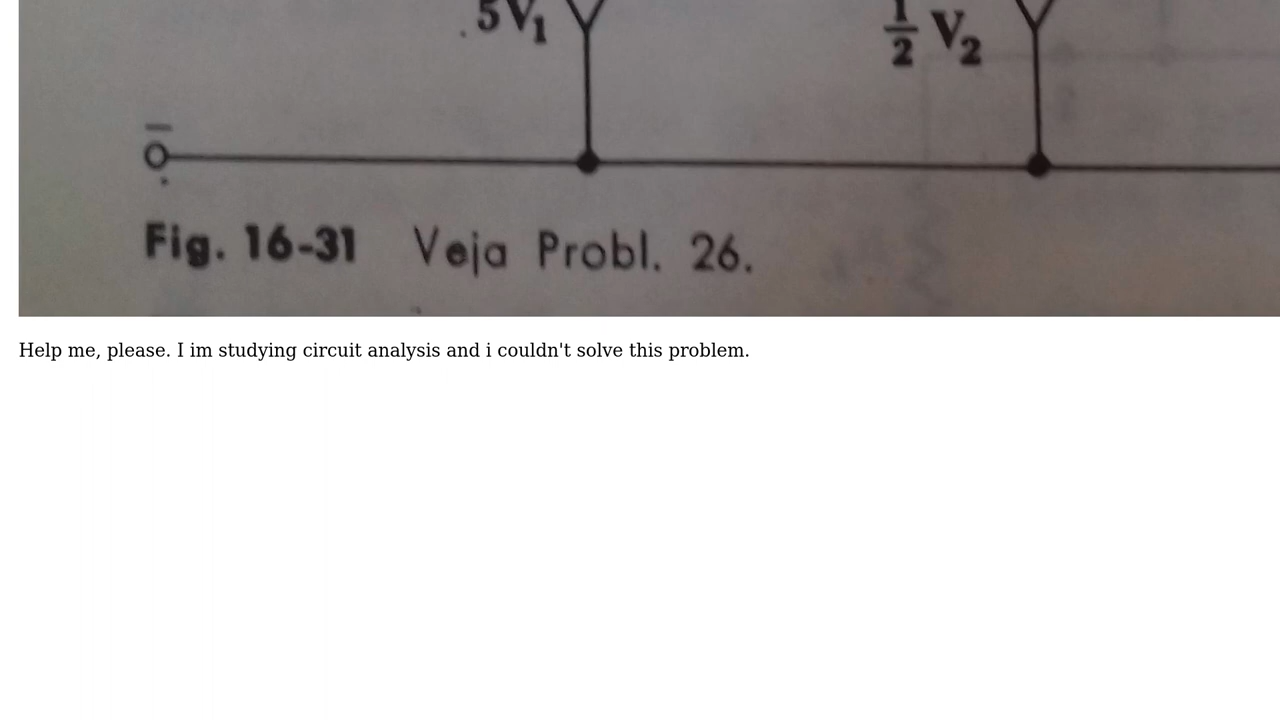 .5V₁
1/2 V₂
–
Fig. 16-31 Veja Probl. 26.
Help me, please. I im studying circuit analysis and i couldn't solve this problem.